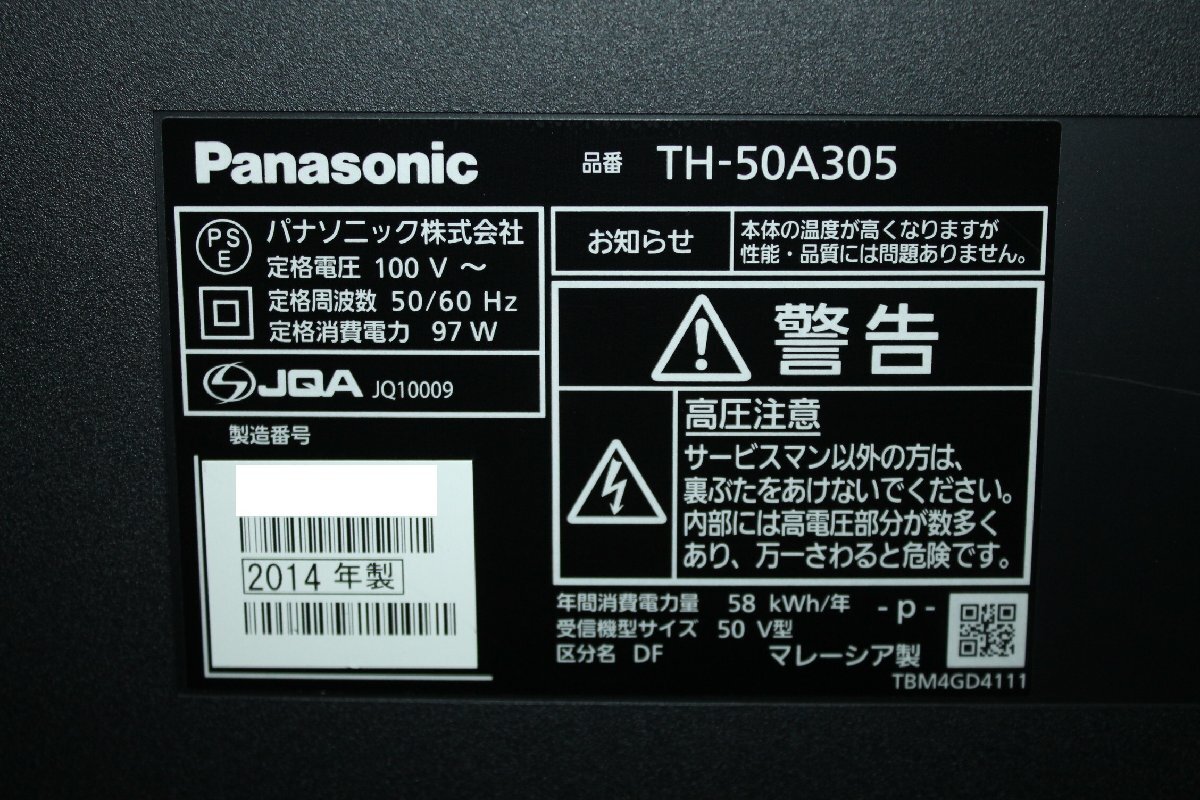 Panasonic
品番 TH-50A305
PS
E
パナソニック株式会社
定格電圧 100 V ～
定格周波数 50/60 Hz
定格消費電力 97 W
JQA JQ10009
製造番号
2014 年製
お知らせ
本体の温度が高くなりますが
性能・品質には問題ありません。
警告
高圧注意
サービスマン以外の方は、
裏ぶたをあけないでください。
内部には高電圧部分が数多く
あり、万一さわると危険です。
年間消費電力量 58 kWh/年 - p -
受信機型サイズ 50 V型
区分名 DF マレーシア製
TBM4GD4111